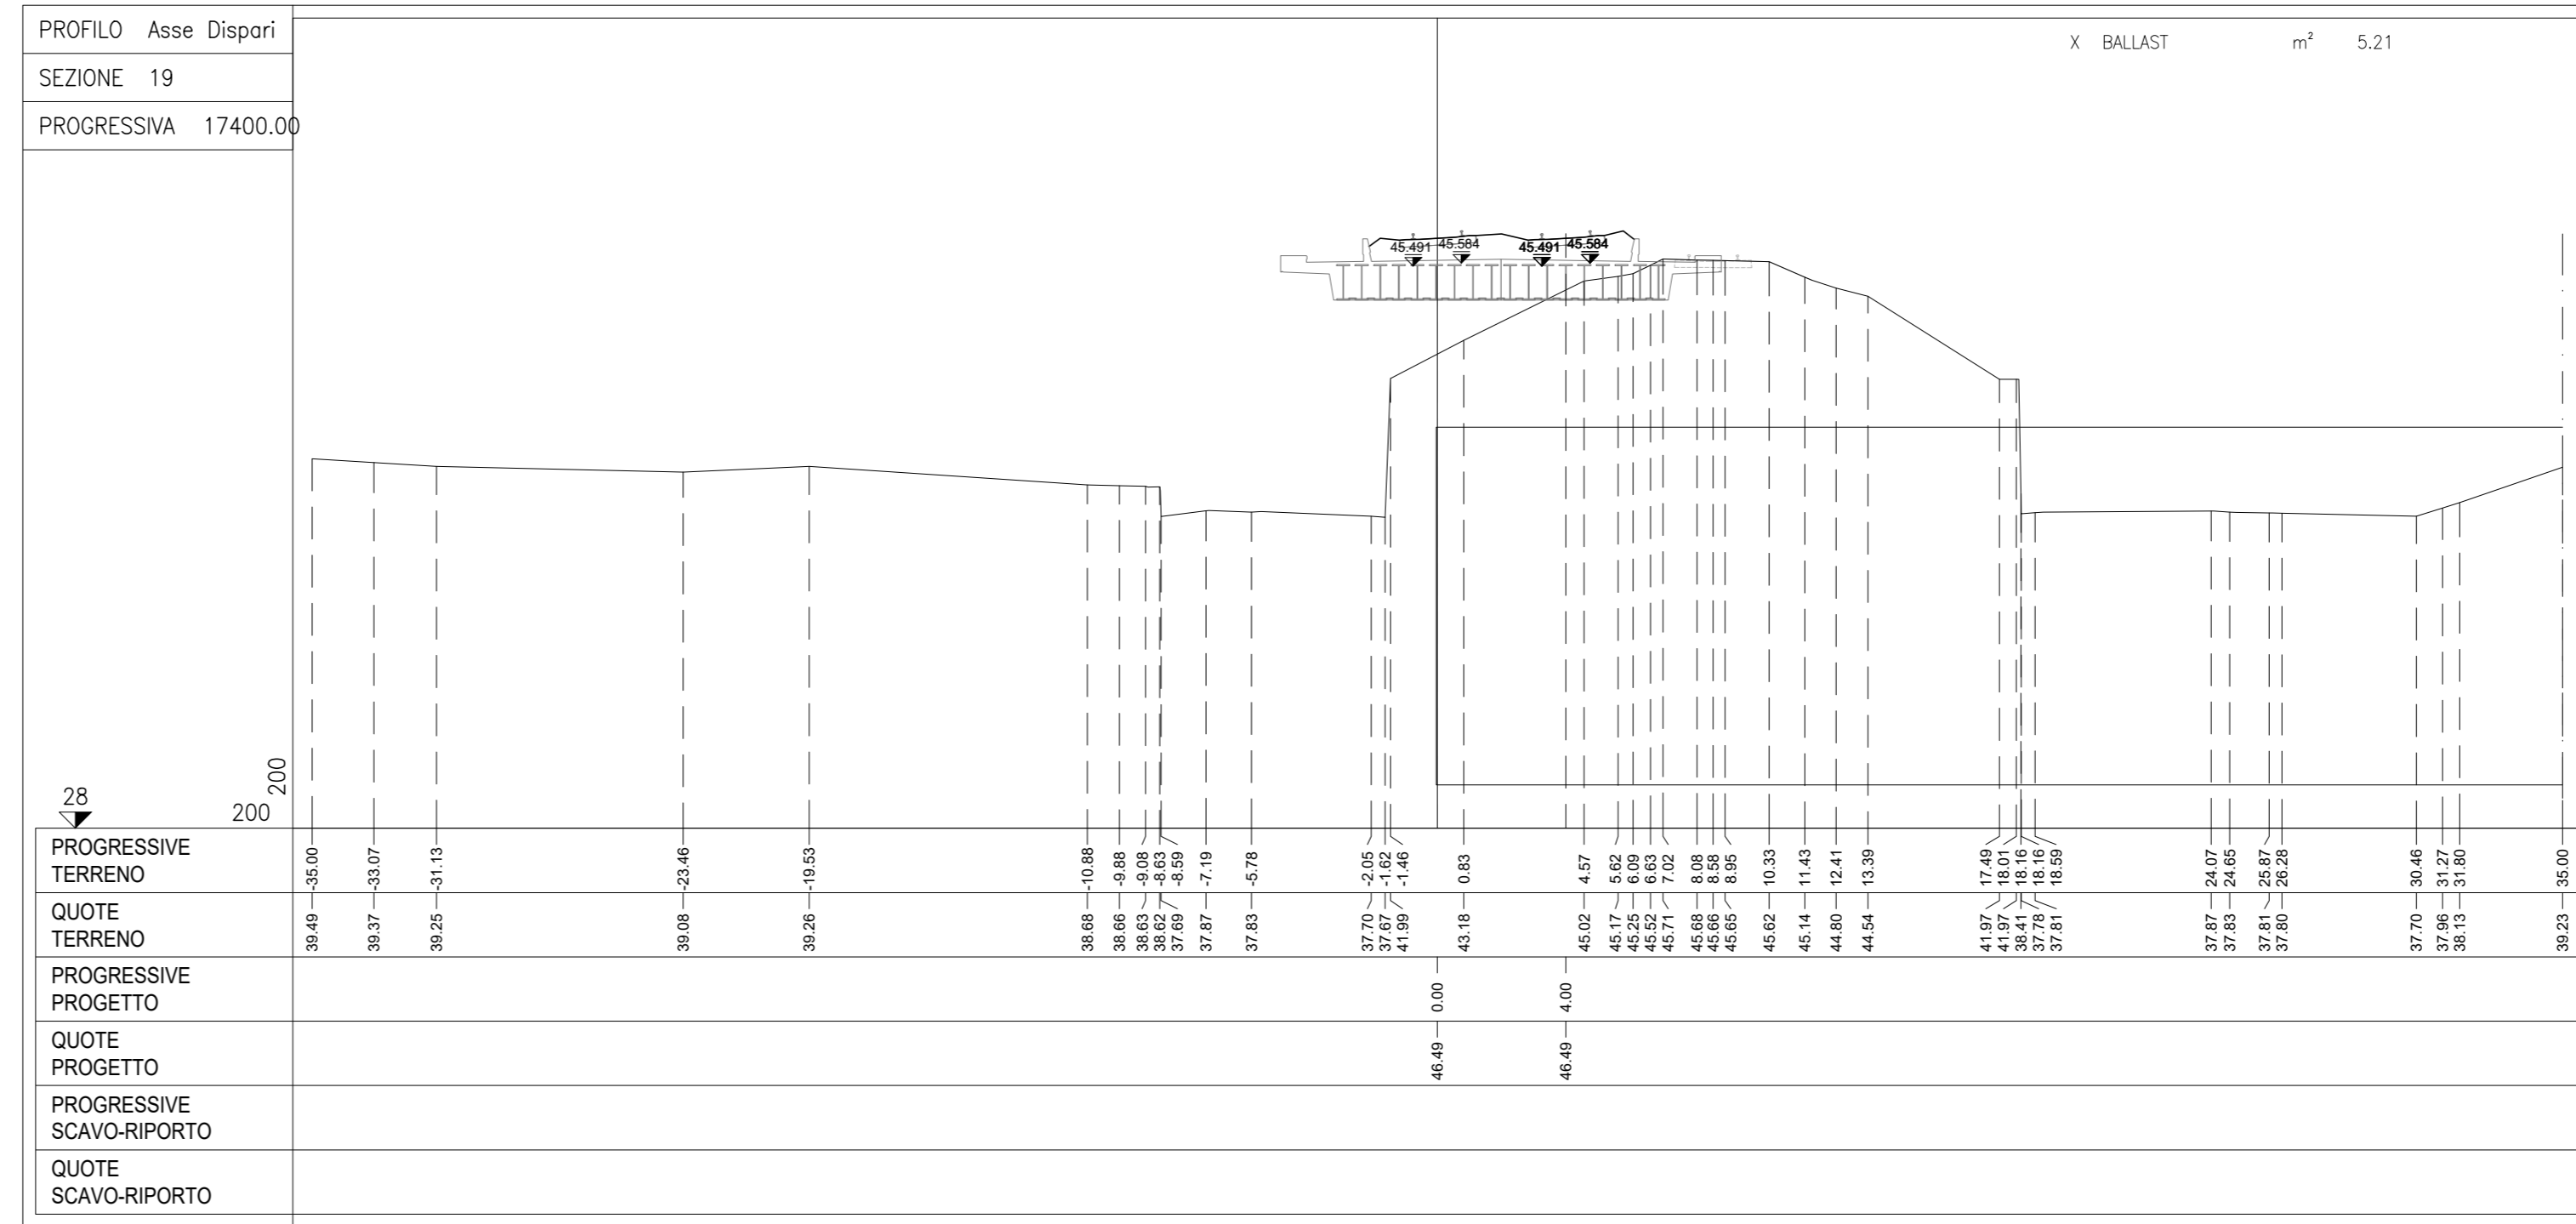 PROFILO Asse Dispari
SEZIONE 19
PROGRESSIVA 17400.00
X BALLAST m² 5.21
45.491 45.584 45.491 45.584
200
28
200
PROGRESSIVE
TERRENO
-35.00 -33.07 -31.13 -23.46 -19.53 -10.88 -9.88 -9.08 -8.63 -8.59 -7.19 -5.78 -2.05 -1.62 -1.46 0.83 4.57 5.62 6.09 6.63 7.02 8.08 8.58 8.95 10.33 11.43 12.41 13.39 17.49 18.01 18.16 18.16 18.59 24.07 24.65 25.87 26.28 30.46 31.27 31.80 35.00
QUOTE
TERRENO
39.49 39.37 39.25 39.08 39.26 38.68 38.66 38.63 38.62 37.69 37.87 37.83 37.70 37.67 41.99 43.18 45.02 45.17 45.25 45.52 45.71 45.68 45.66 45.65 45.62 45.14 44.80 44.54 41.97 41.97 38.41 37.78 37.81 37.87 37.83 37.81 37.80 37.70 37.96 38.13 39.23
PROGRESSIVE
PROGETTO
0.00 4.00
QUOTE
PROGETTO
46.49 46.49
PROGRESSIVE
SCAVO-RIPORTO
QUOTE
SCAVO-RIPORTO